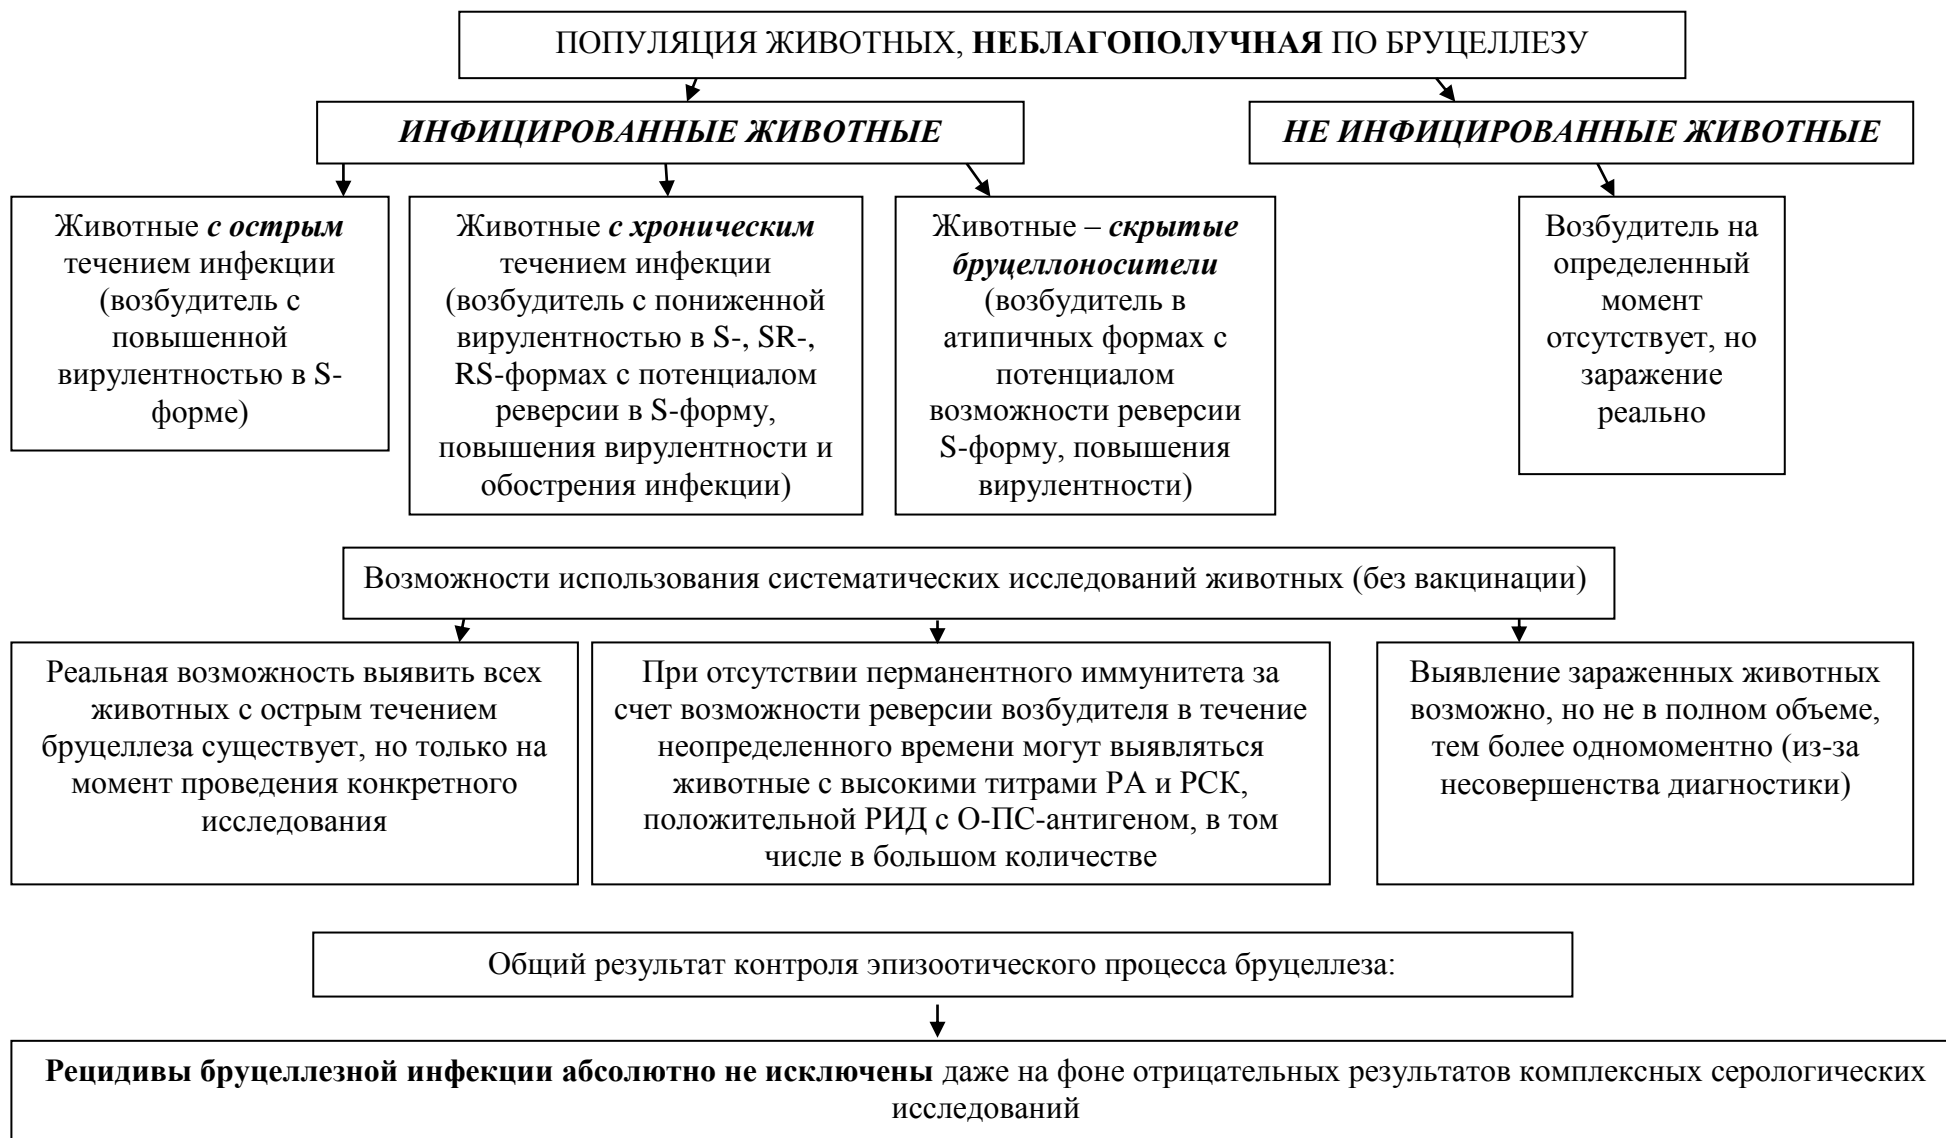 ПОПУЛЯЦИЯ ЖИВОТНЫХ, НЕБЛАГОПОЛУЧНАЯ ПО БРУЦЕЛЛЕЗУ
ИНФИЦИРОВАННЫЕ ЖИВОТНЫЕ
НЕ ИНФИЦИРОВАННЫЕ ЖИВОТНЫЕ
Животные с острым
течением инфекции
(возбудитель с
повышенной
вирулентностью в S-
форме)
Животные с хроническим
течением инфекции
(возбудитель с пониженной
вирулентностью в S-, SR-,
RS-формах с потенциалом
реверсии в S-форму,
повышения вирулентности и
обострения инфекции)
Животные – скрытые
бруцеллоносители
(возбудитель в
атипичных формах с
потенциалом
возможности реверсии
S-форму, повышения
вирулентности)
Возбудитель на
определенный
момент
отсутствует, но
заражение
реально
Возможности использования систематических исследований животных (без вакцинации)
Реальная возможность выявить всех
животных с острым течением
бруцеллеза существует, но только на
момент проведения конкретного
исследования
При отсутствии перманентного иммунитета за
счет возможности реверсии возбудителя в течение
неопределенного времени могут выявляться
животные с высокими титрами РА и РСК,
положительной РИД с О-ПС-антигеном, в том
числе в большом количестве
Выявление зараженных животных
возможно, но не в полном объеме,
тем более одномоментно (из-за
несовершенства диагностики)
Общий результат контроля эпизоотического процесса бруцеллеза:
Рецидивы бруцеллезной инфекции абсолютно не исключены даже на фоне отрицательных результатов комплексных серологических
исследований